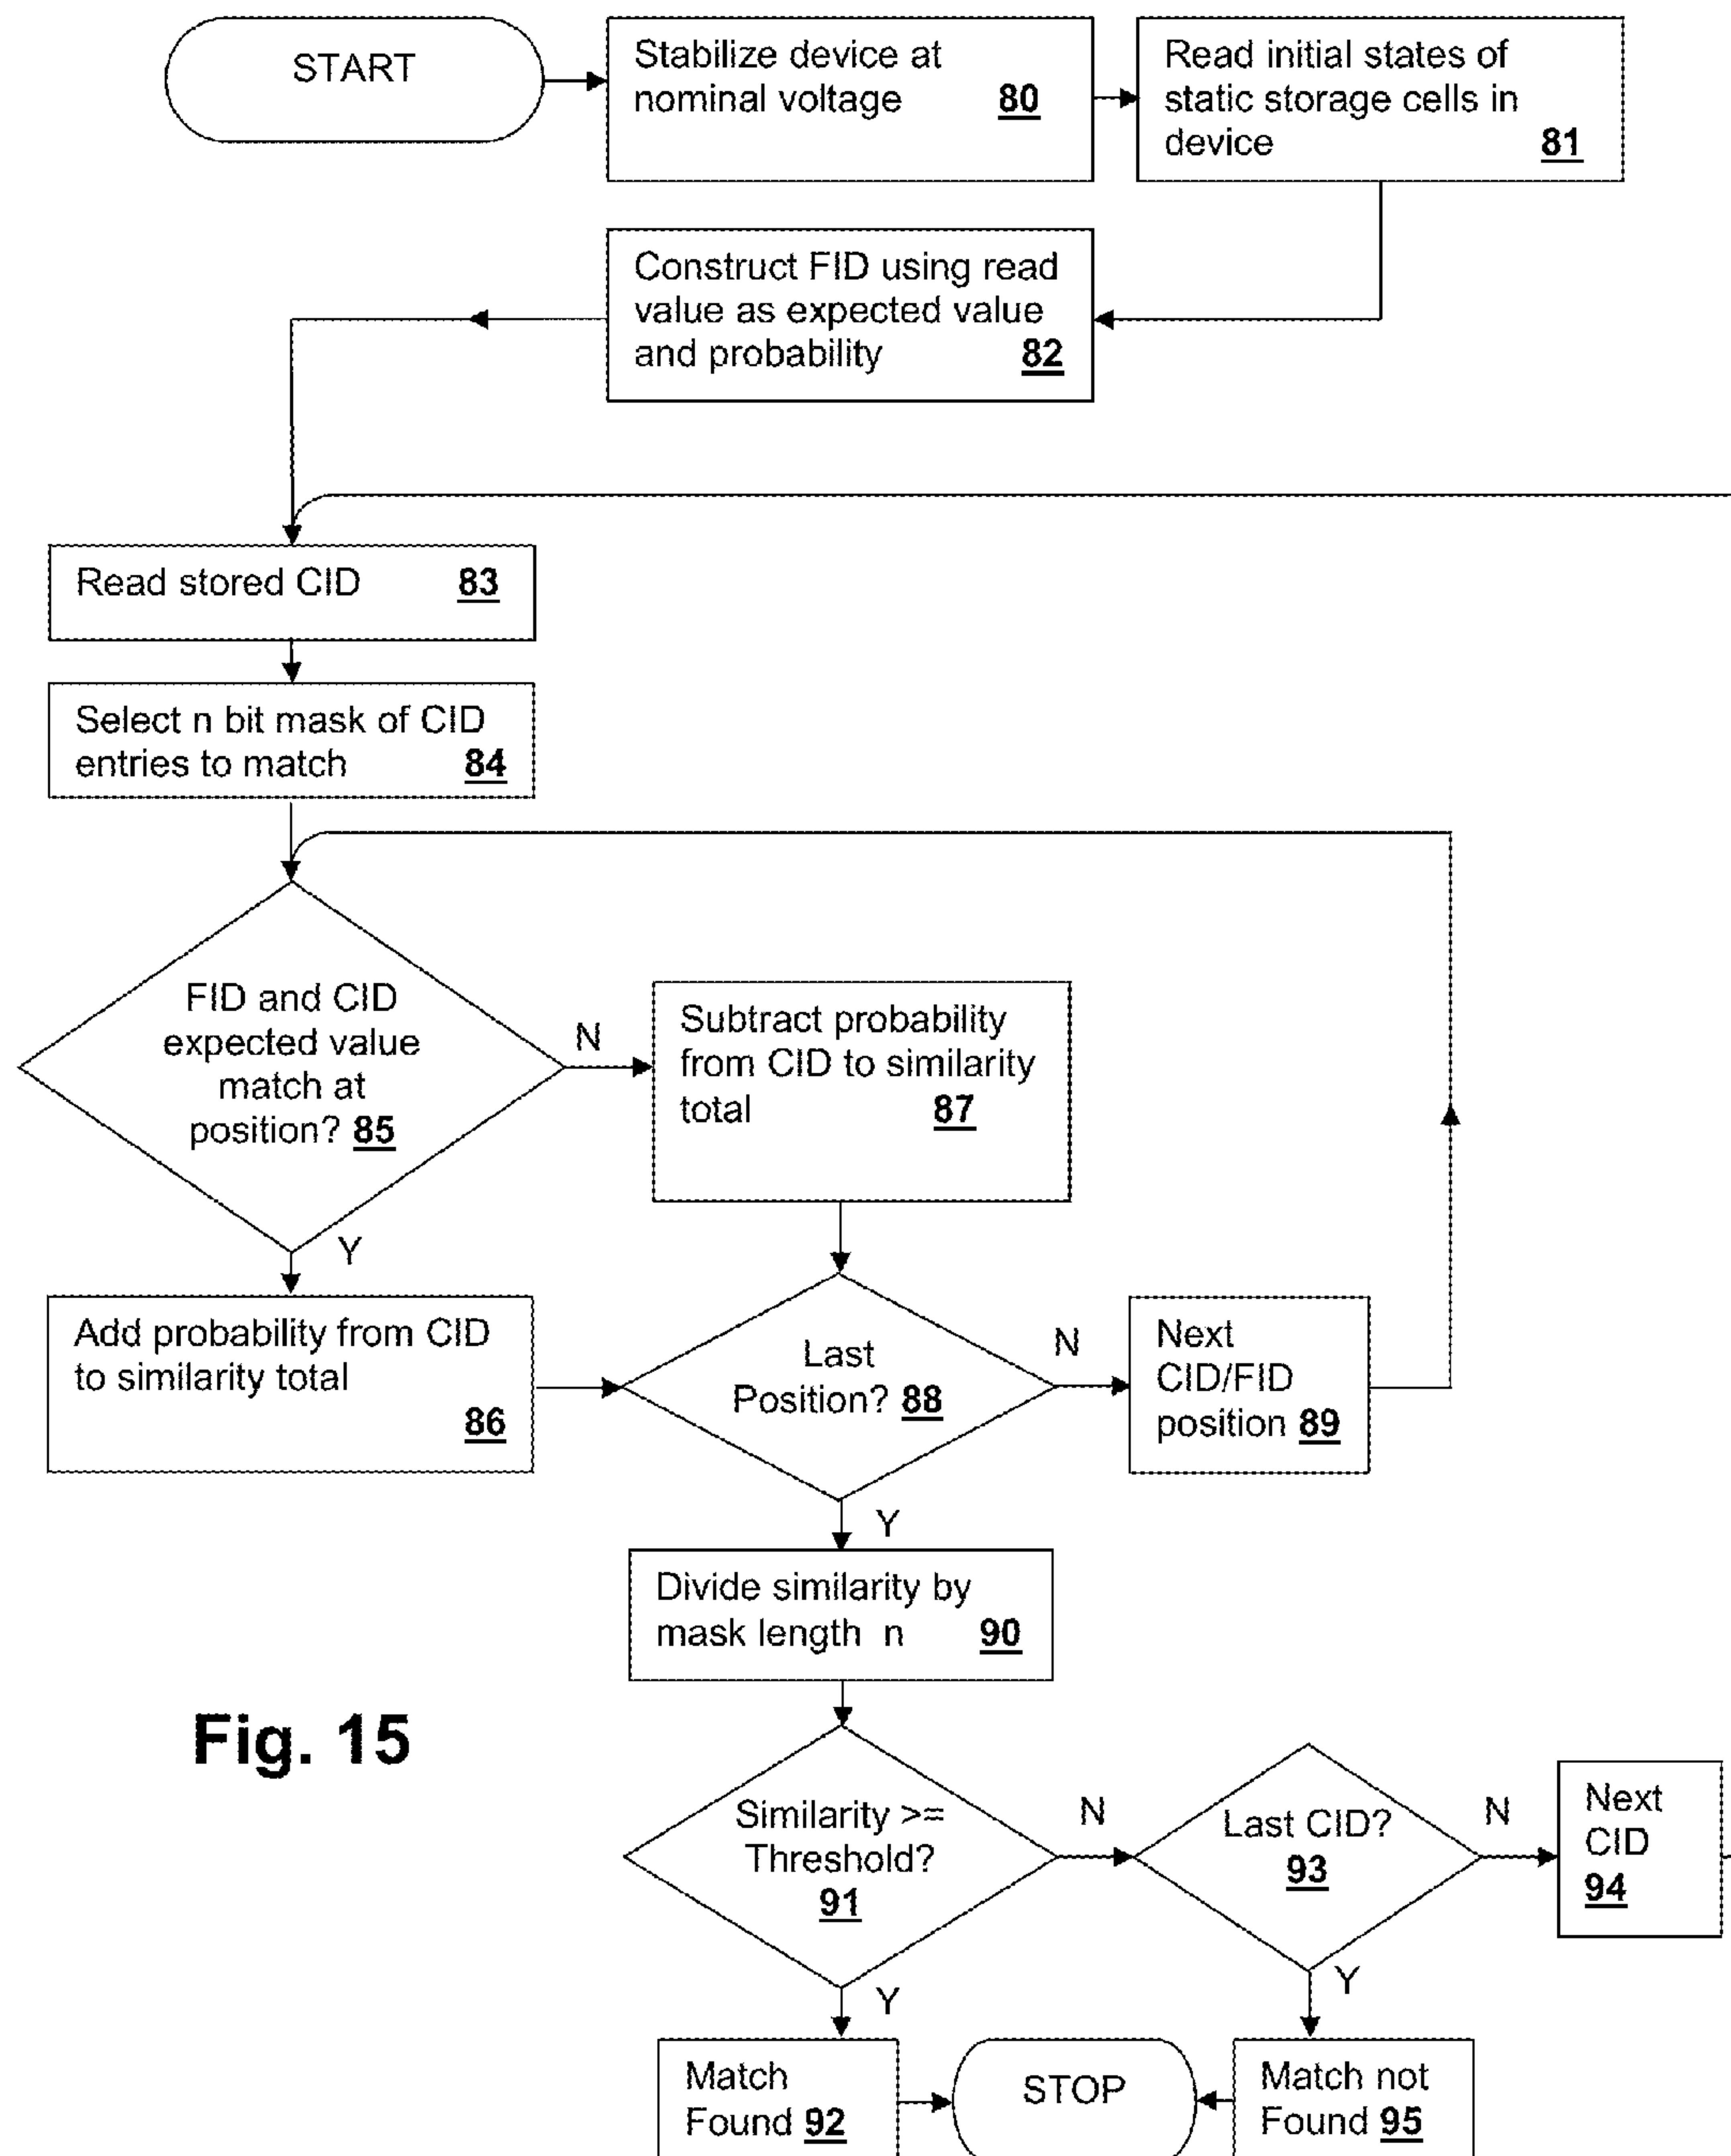 START
Stabilize device at
nominal voltage 80
Read initial states of
static storage cells in
device 81
Construct FID using read
value as expected value
and probability 82
Read stored CID 83
Select n bit mask of CID
entries to match 84
FID and CID
expected value
match at
position? 85
N
Subtract probability
from CID to similarity
total 87
Y
Add probability from CID
to similarity total
86
Last
Position? 88
N
Next
CID/FID
position 89
Y
Divide similarity by
mask length n 90
Fig. 15
Similarity >=
Threshold?
91
N
Last CID?
93
N
Next
CID
94
Y
Y
Match
Found 92
STOP
Match not
Found 95